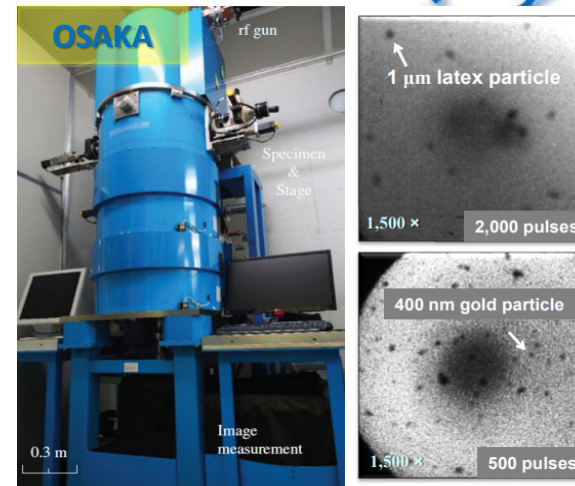 OSAKA
rf gun
Specimen
&
Stage
Image
measurement
0.3 m
1 μm latex particle
1,500 ×
2,000 pulses
400 nm gold particle
1,500 ×
500 pulses